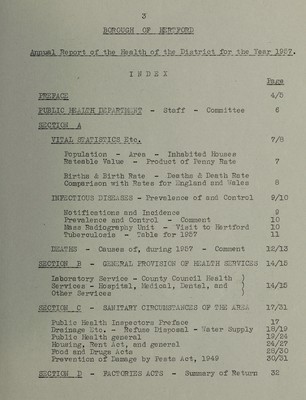 3
BOROUGH OF HERTFORD
Annual Report of the Health of the District for the Year 1957.
INDEX
Page
PREFACE 4/5
PUBLIC HEALTH DEPARTMENT - Staff - Committee 6
SECTION A
VITAL STATISTICS Etc. 7/8
Population - Area - Inhabited Houses
Rateable Value - Product of Penny Rate 7
Births & Birth Rate - Deaths & Death Rate
Comparison with Rates for England and Wales 8
INFECTIOUS DISEASES - Prevalence of and Control 9/10
Notifications and Incidence 9
Prevalence and Control - Comment 10
Mass Radiography Unit - Visit to Hertford 10
Tuberculosis - Table for 1957 11
DEATHS - Causes of, during 1957 - Comment 12/13
SECTION B - GENERAL PROVISION OF HEALTH SERVICES 14/15
Laboratory Service - County Council Health )
Services - Hospital, Medical, Dental, and ) 14/15
Other Services )
SECTION C - SANITARY CIRCUMSTANCES OF THE AREA 17/31
Public Health Inspectors Preface 17
Drainage Etc. - Refuse Disposal - Water Supply 18/19
Public Health general 19/24
Housing, Rent Act, and general 24/27
Food and Drugs Acts 28/30
Prevention of Damage by Pests Act, 1949 30/31
SECTION D - FACTORIES ACTS - Summary of Return 32